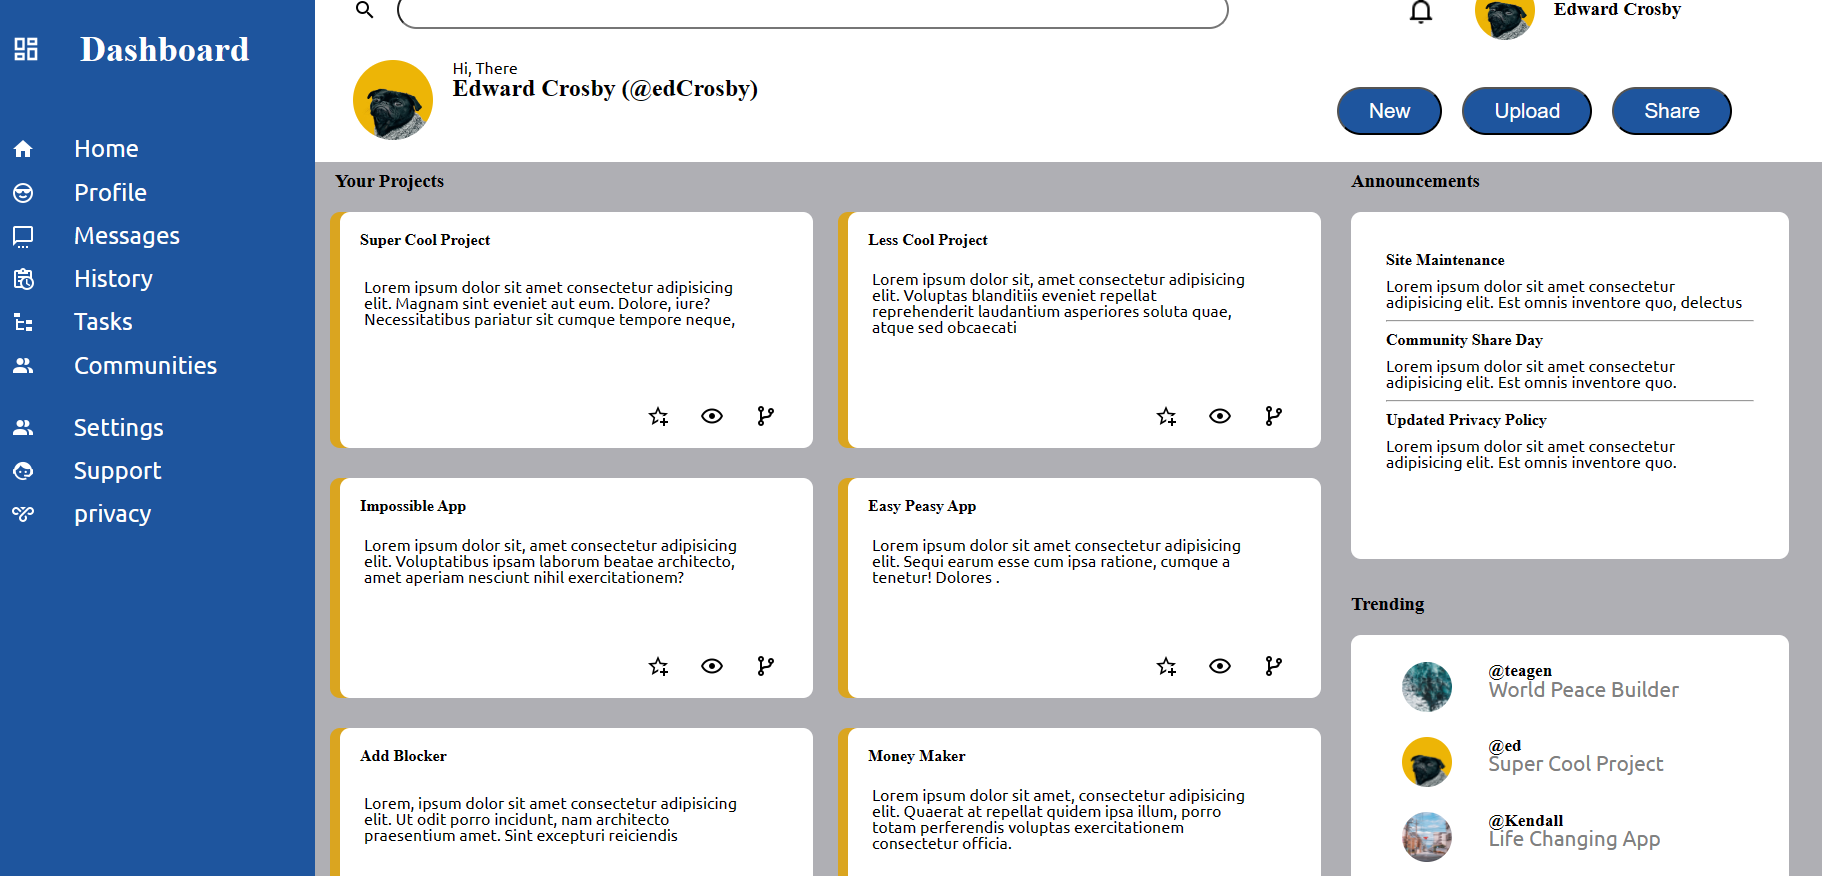 Dashboard
Home
Profile
Messages
History
Tasks
Communities
Settings
Support
privacy
Edward Crosby
Hi, There
Edward Crosby (@edCrosby)
New
Upload
Share
Your Projects
Super Cool Project
Lorem ipsum dolor sit amet consectetur adipisicing
elit. Magnam sint eveniet aut eum. Dolore, iure?
Necessitatibus pariatur sit cumque tempore neque,
Less Cool Project
Lorem ipsum dolor sit, amet consectetur adipisicing
elit. Voluptas blanditiis eveniet repellat
reprehenderit laudantium asperiores soluta quae,
atque sed obcaecati
Impossible App
Lorem ipsum dolor sit, amet consectetur adipisicing
elit. Voluptatibus ipsam laborum beatae architecto,
amet aperiam nesciunt nihil exercitationem?
Easy Peasy App
Lorem ipsum dolor sit amet consectetur adipisicing
elit. Sequi earum esse cum ipsa ratione, cumque a
tenetur! Dolores .
Add Blocker
Lorem, ipsum dolor sit amet consectetur adipisicing
elit. Ut odit porro incidunt, nam architecto
praesentium amet. Sint excepturi reiciendis
Money Maker
Lorem ipsum dolor sit amet, consectetur adipisicing
elit. Quaerat at repellat quidem ipsa illum, porro
totam perferendis voluptas exercitationem
consectetur officia.
Announcements
Site Maintenance
Lorem ipsum dolor sit amet consectetur
adipisicing elit. Est omnis inventore quo, delectus
Community Share Day
Lorem ipsum dolor sit amet consectetur
adipisicing elit. Est omnis inventore quo.
Updated Privacy Policy
Lorem ipsum dolor sit amet consectetur
adipisicing elit. Est omnis inventore quo.
Trending
@teagen
World Peace Builder
@ed
Super Cool Project
@Kendall
Life Changing App